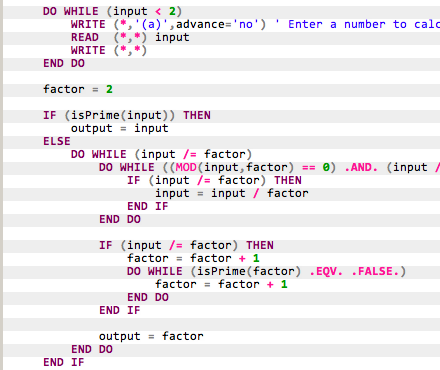 DO WHILE (input < 2)
    WRITE (*,'(a)',advance='no') ' Enter a number to calc
    READ  (*,*) input
    WRITE (*,*)
END DO

factor = 2

IF (isPrime(input)) THEN
    output = input
ELSE
    DO WHILE (input /= factor)
        DO WHILE ((MOD(input,factor) == 0) .AND. (input /
            IF (input /= factor) THEN
                input = input / factor
            END IF
        END DO

        IF (input /= factor) THEN
            factor = factor + 1
            DO WHILE (isPrime(factor) .EQV. .FALSE.)
                factor = factor + 1
            END DO
        END IF

        output = factor
    END DO
END IF